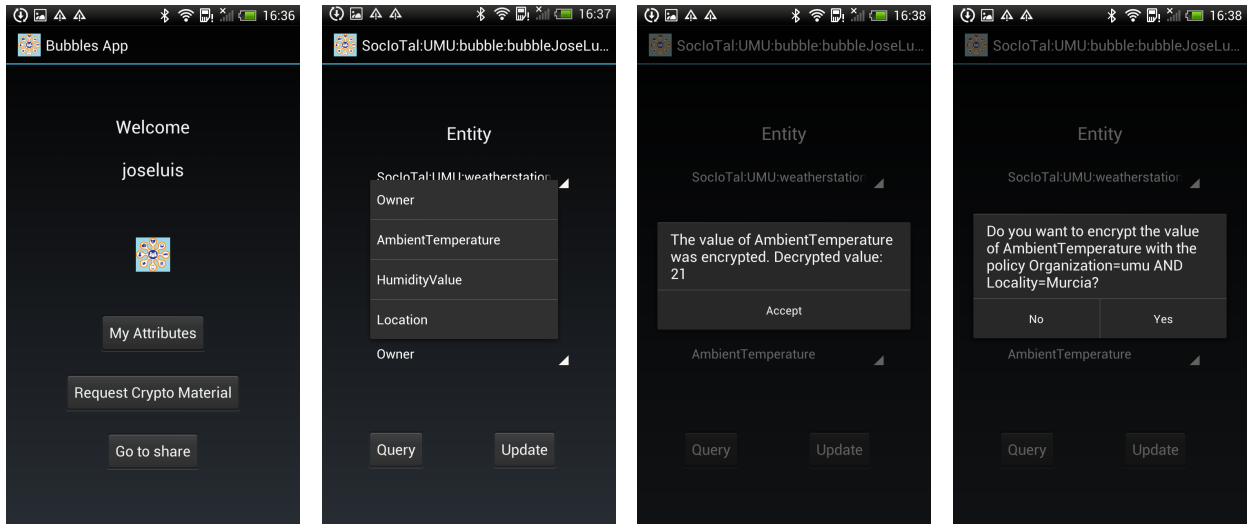 16:36
Bubbles App
Welcome
joseluis
My Attributes
Request Crypto Material
Go to share
16:37
SocIoTal:UMU:bubble:bubbleJoseLu...
Entity
SocIoTal:UMU:weatherstation
Owner
AmbientTemperature
HumidityValue
Location
Owner
Query
Update
16:38
SocIoTal:UMU:bubble:bubbleJoseLu...
Entity
SocIoTal:UMU:weatherstation
The value of AmbientTemperature
was encrypted. Decrypted value:
21
Accept
AmbientTemperature
Query
Update
16:38
SocIoTal:UMU:bubble:bubbleJoseLu...
Entity
SocIoTal:UMU:weatherstation
Do you want to encrypt the value
of AmbientTemperature with the
policy Organization=umu AND
Locality=Murcia?
No
Yes
AmbientTemperature
Query
Update